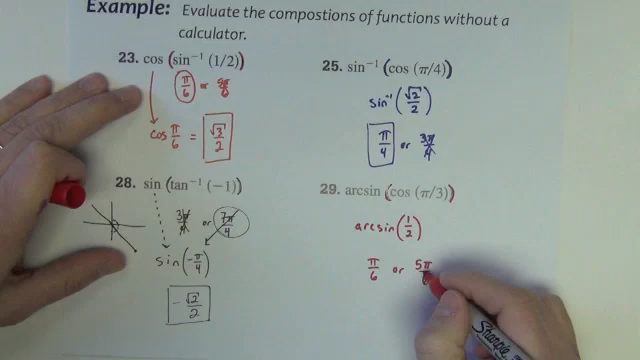 Example: Evaluate the compostions of functions without a
calculator.
23. cos (sin⁻¹ (1/2))
π/6 or 5π/6
cos π/6 = √3/2
28. sin (tan⁻¹ (−1))
3π/4 or 7π/4
sin(-π/4)
-√2/2
25. sin⁻¹ (cos (π/4))
sin⁻¹(√2/2)
π/4 or 3π/4
29. arcsin (cos (π/3))
arcsin(1/2)
π/6 or 5π/6